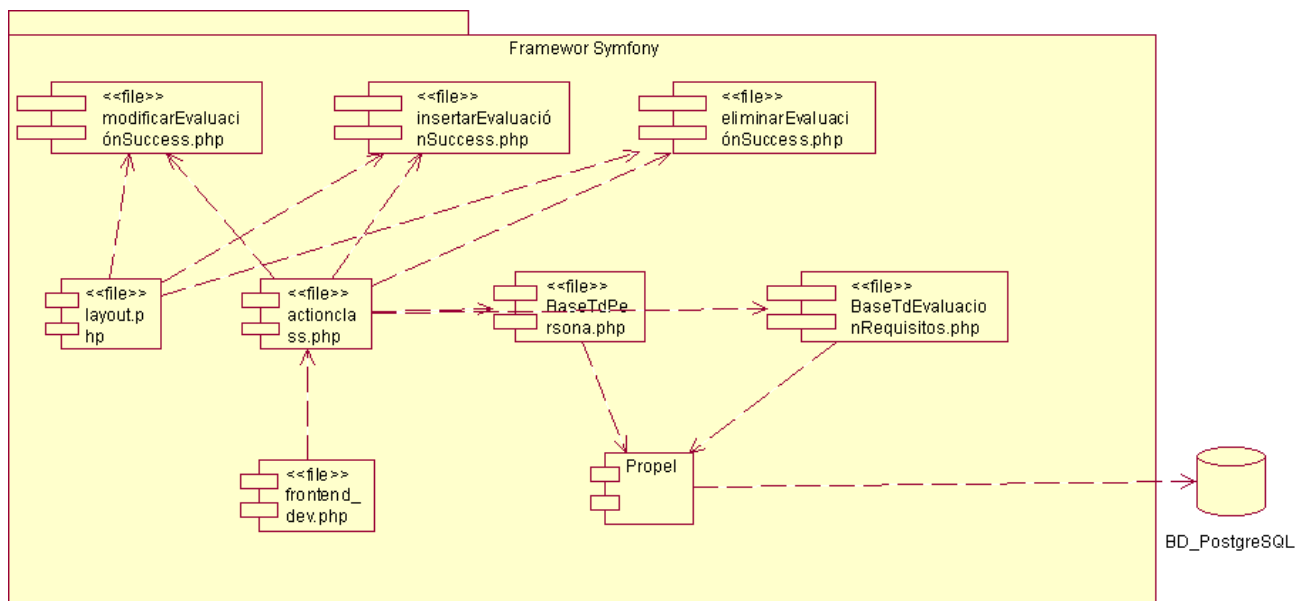 Framewor Symfony
<<file>>
modificarEvaluaci
ónSuccess.php
<<file>>
insertarEvaluació
nSuccess.php
<<file>>
eliminarEvaluaci
ónSuccess.php
<<file>>
layout.p
hp
<<file>>
actioncla
ss.php
<<file>>
BaseTdPe
rsona.php
<<file>>
BaseTdEvaluacio
nRequisitos.php
<<file>>
frontend_
dev.php
Propel
BD_PostgreSQL